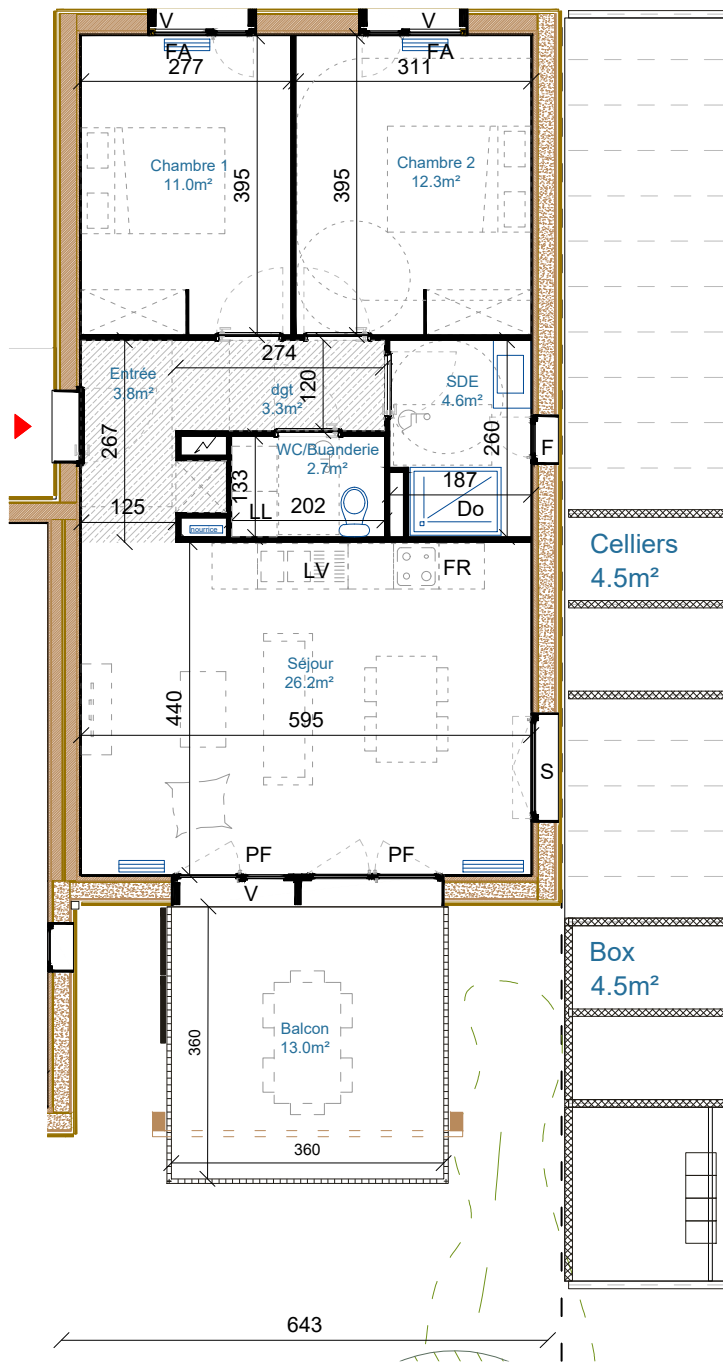 V
V
FA
FA
277
311
Chambre 1
11.0m²
395
395
Chambre 2
12.3m²
274
Entrée
3.8m²
dgt
3.3m²
120
SDE
4.6m²
267
WC/Buanderie
2.7m²
260
F
133
187
125
LL
202
Do
nourrice
Celliers
4.5m²
LV
FR
Séjour
26.2m²
440
595
S
PF
PF
V
Box
4.5m²
360
Balcon
13.0m²
360
643